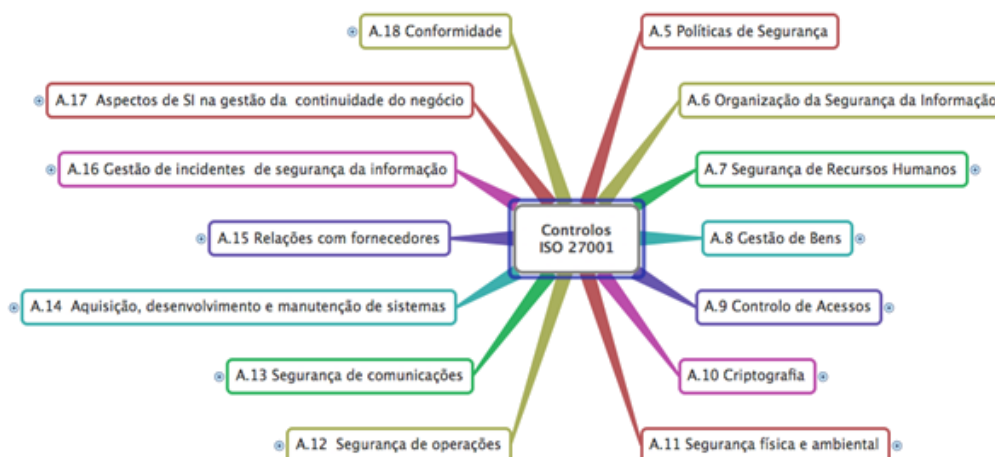 A.18 Conformidade
A.5 Políticas de Segurança
A.17 Aspectos de SI na gestão da continuidade do negócio
A.6 Organização da Segurança da Informação
A.16 Gestão de incidentes de segurança da informação
A.7 Segurança de Recursos Humanos
Controlos
ISO 27001
A.15 Relações com fornecedores
A.8 Gestão de Bens
A.14 Aquisição, desenvolvimento e manutenção de sistemas
A.9 Controlo de Acessos
A.13 Segurança de comunicações
A.10 Criptografia
A.12 Segurança de operações
A.11 Segurança física e ambiental